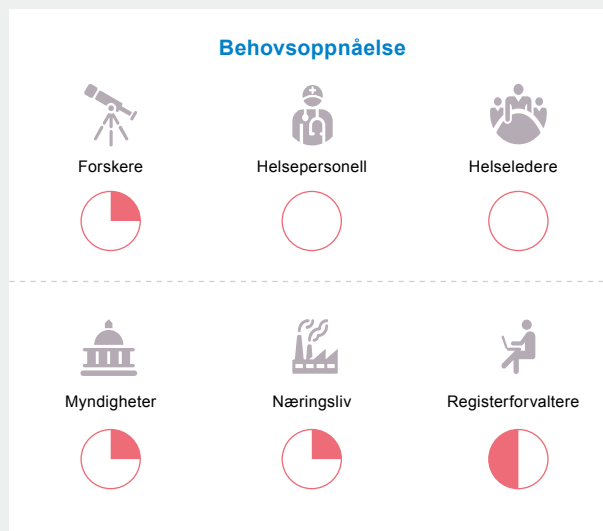 Behovsoppnåelse
Forskere
Helsepersonell
Helseledere
Myndigheter
Næringsliv
Registerforvaltere